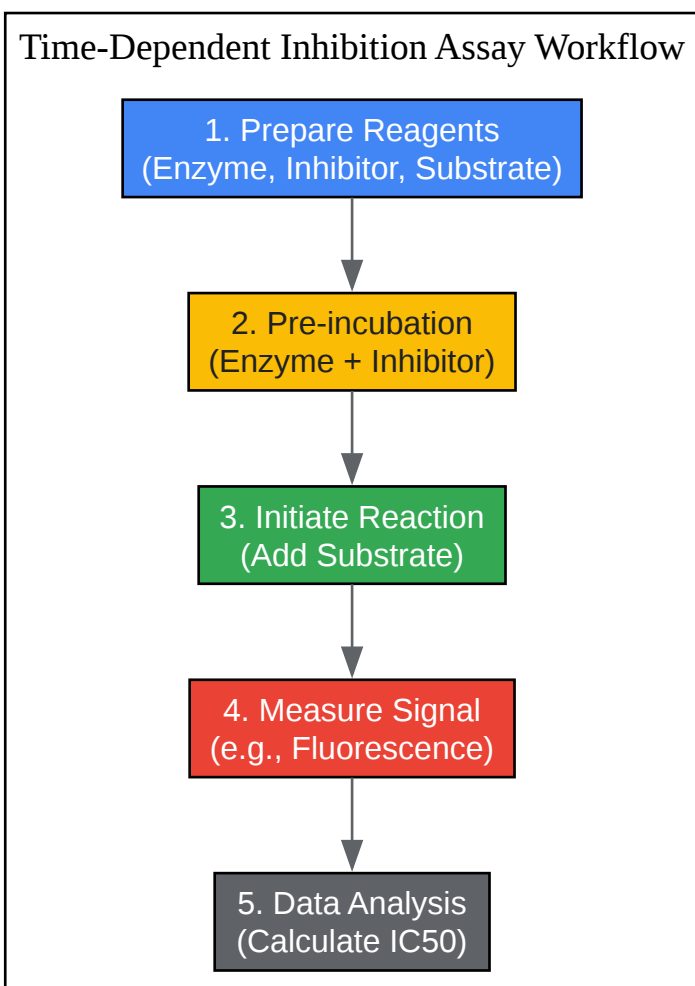 Time-Dependent Inhibition Assay Workflow
1. Prepare Reagents
(Enzyme, Inhibitor, Substrate)
2. Pre-incubation
(Enzyme + Inhibitor)
3. Initiate Reaction
(Add Substrate)
4. Measure Signal
(e.g., Fluorescence)
5. Data Analysis
(Calculate IC50)